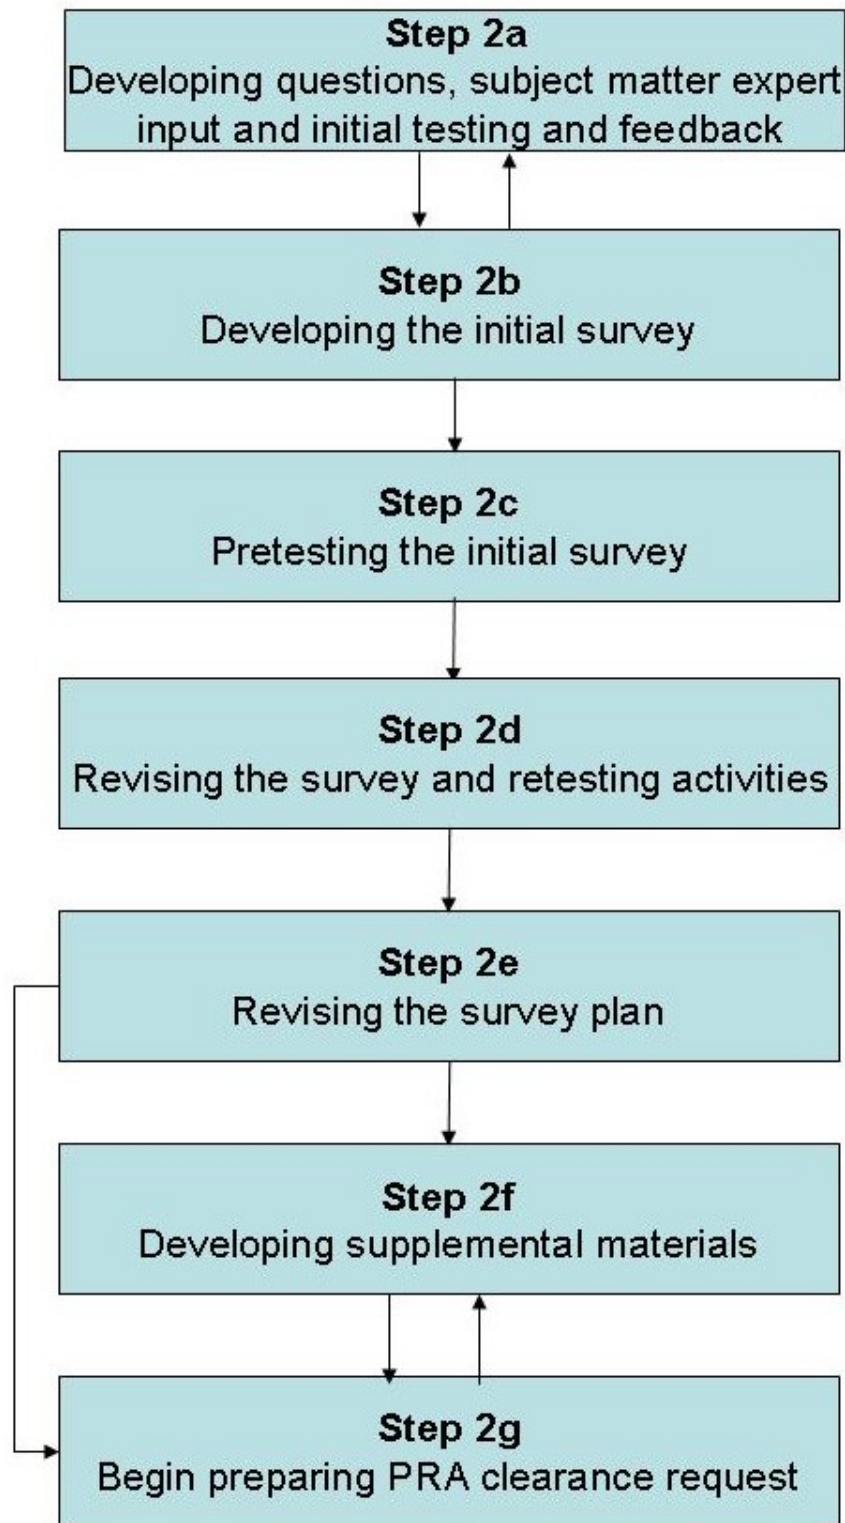 Step 2a
Developing questions, subject matter expert
input and initial testing and feedback
Step 2b
Developing the initial survey
Step 2c
Pretesting the initial survey
Step 2d
Revising the survey and retesting activities
Step 2e
Revising the survey plan
Step 2f
Developing supplemental materials
Step 2g
Begin preparing PRA clearance request